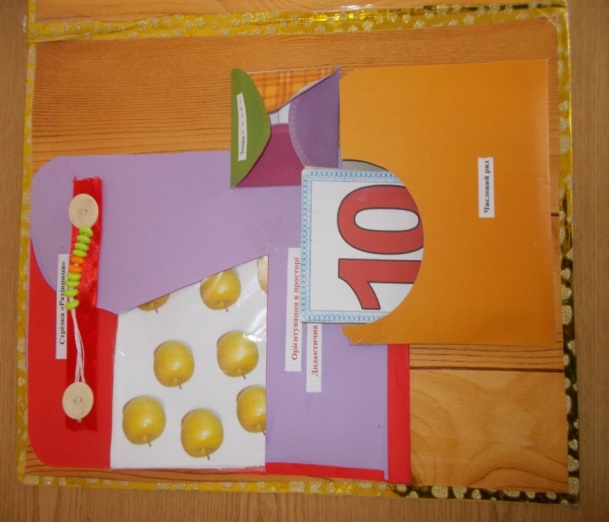 Стрічка «Рахівниця»
Орієнтування в просторі
Дидактична
10
Числовий ряд